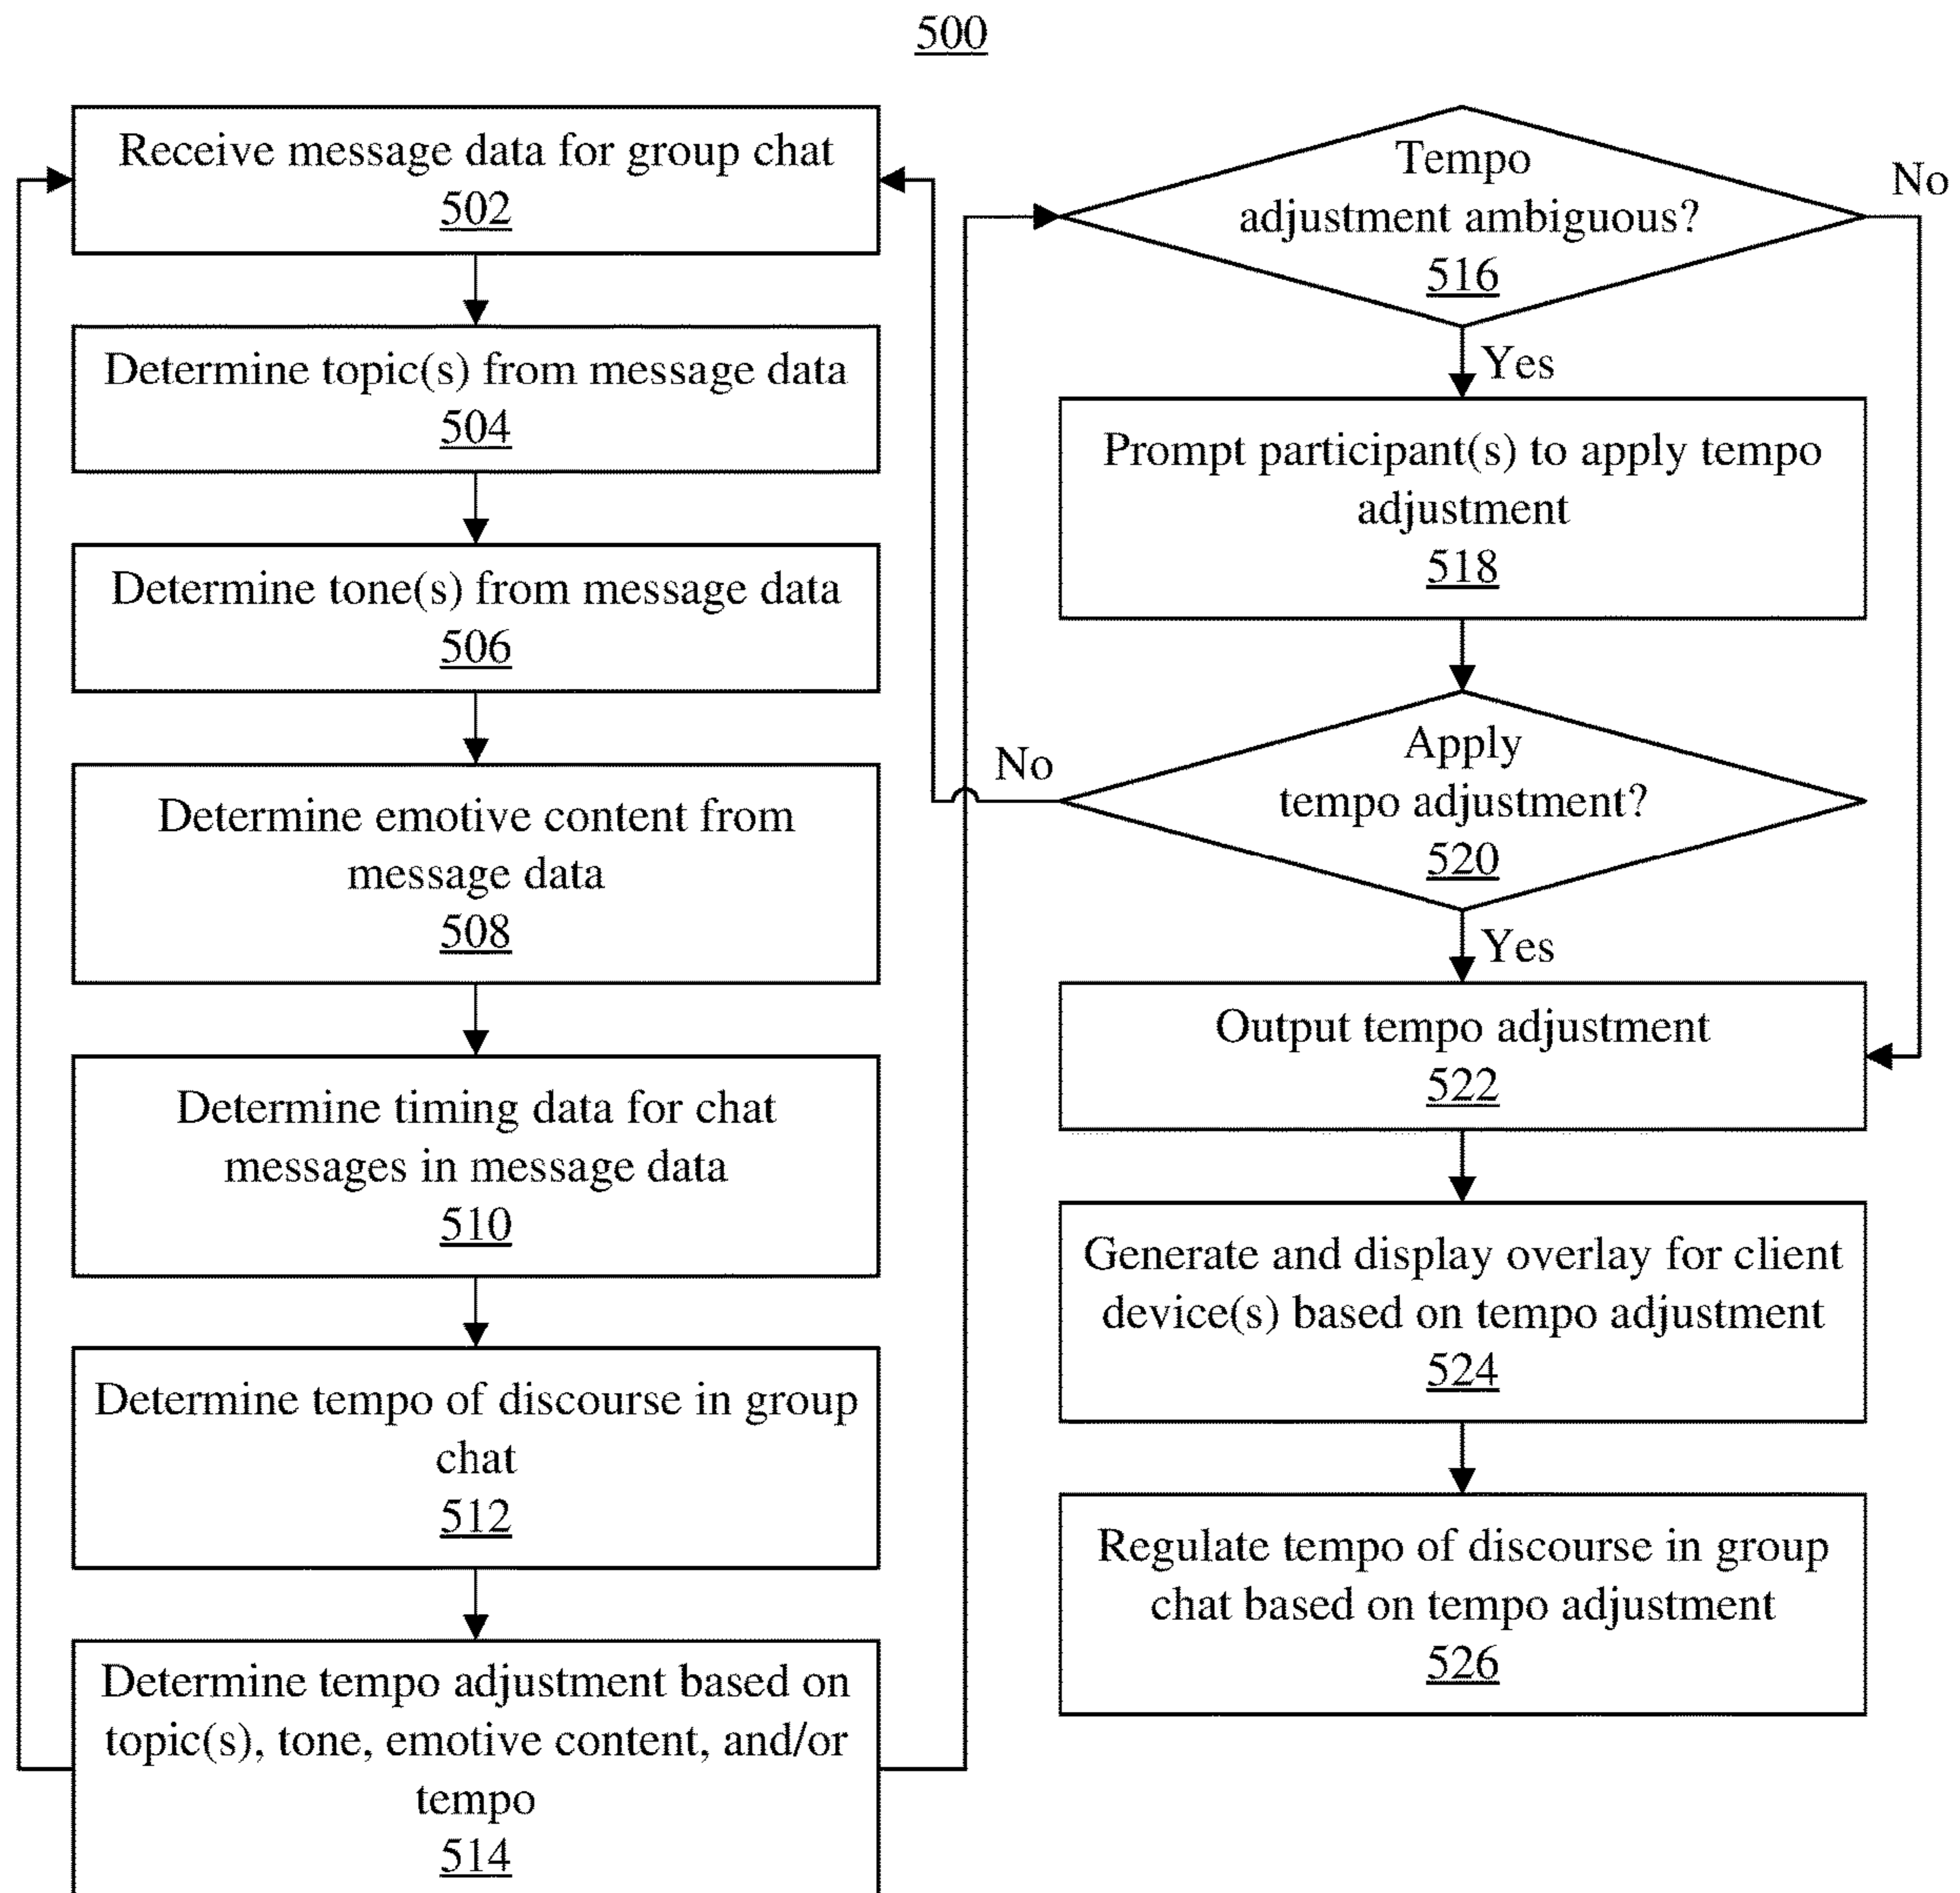 500
Receive message data for group chat
502
Determine topic(s) from message data
504
Determine tone(s) from message data
506
Determine emotive content from
message data
508
Determine timing data for chat
messages in message data
510
Determine tempo of discourse in group
chat
512
Determine tempo adjustment based on
topic(s), tone, emotive content, and/or
tempo
514
Tempo
adjustment ambiguous?
516
No
Yes
Prompt participant(s) to apply tempo
adjustment
518
Apply
tempo adjustment?
520
No
Yes
Output tempo adjustment
522
Generate and display overlay for client
device(s) based on tempo adjustment
524
Regulate tempo of discourse in group
chat based on tempo adjustment
526